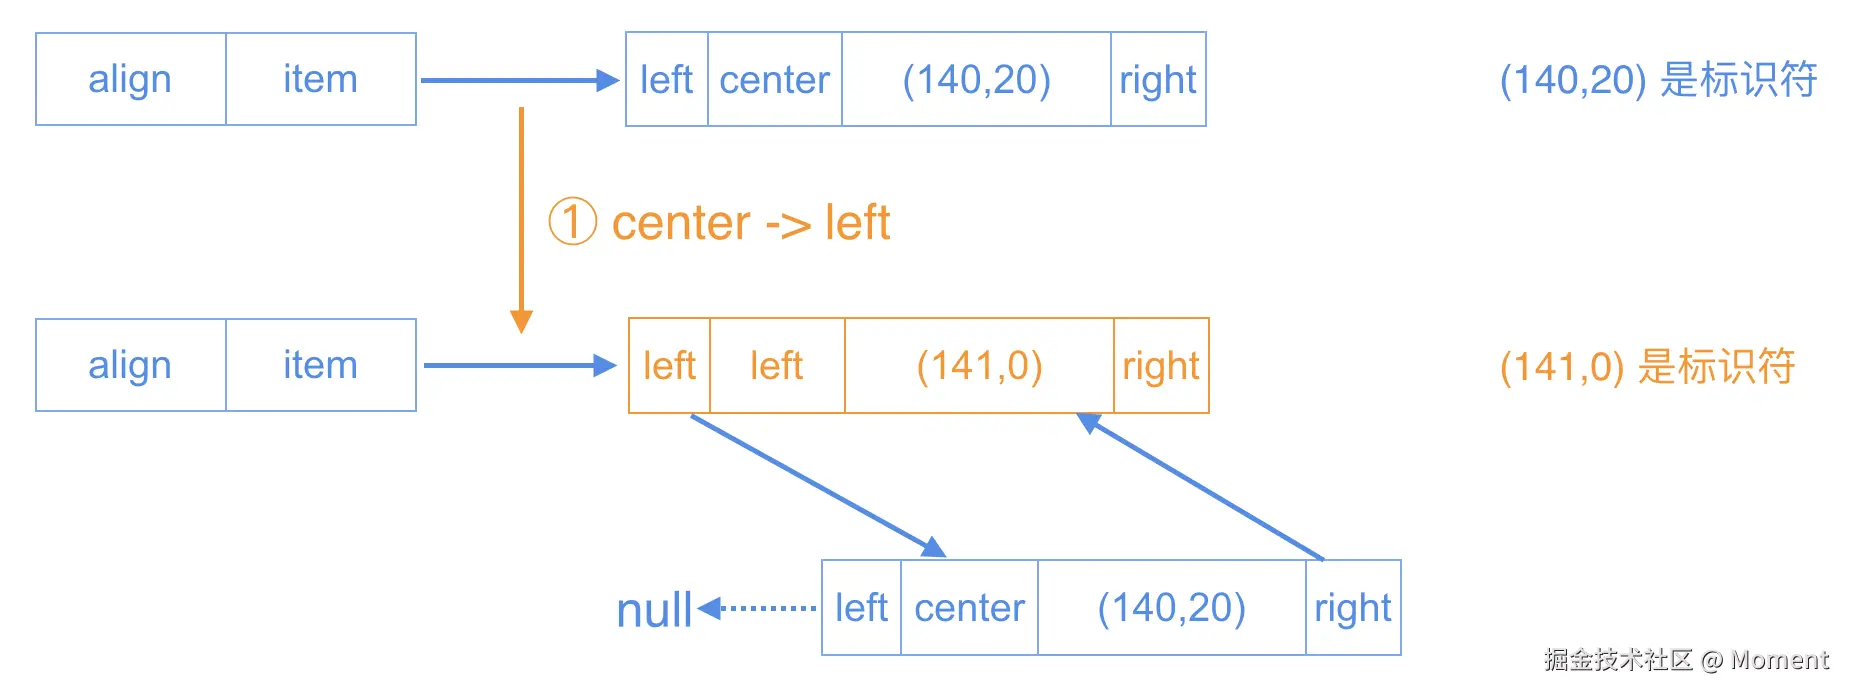 align item left center (140,20) right (140,20) 是标识符
① center -> left
align item left left (141,0) right (141,0) 是标识符
null left center (140,20) right
掘金技术社区 @ Moment